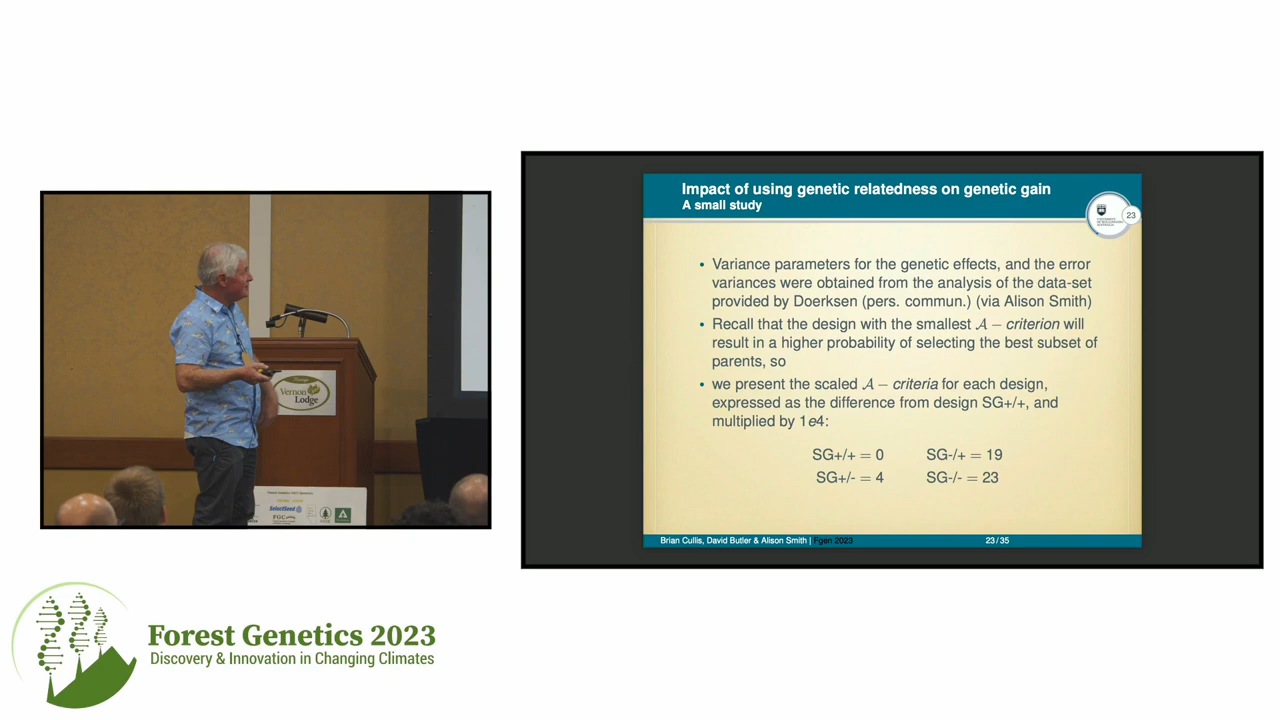 Impact of using genetic relatedness on genetic gain
A small study
23
• Variance parameters for the genetic effects, and the error
variances were obtained from the analysis of the data-set
provided by Doerksen (pers. commun.) (via Alison Smith)
• Recall that the design with the smallest 𝒜 − criterion will
result in a higher probability of selecting the best subset of
parents, so
• we present the scaled 𝒜 − criteria for each design,
expressed as the difference from design SG+/+, and
multiplied by 1e4:
SG+/+ = 0 SG-/+ = 19
SG+/- = 4 SG-/- = 23
Brian Cullis, David Butler & Alison Smith | Fgen 2023 23/35
Vernon
Lodge
SelectSeed
FGC
Forest Genetics 2023
Discovery & Innovation in Changing Climates